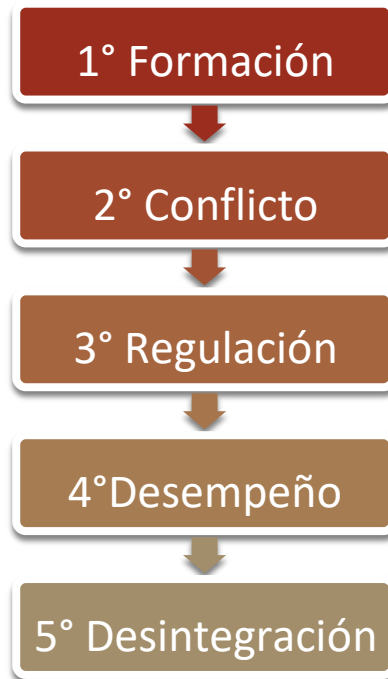 1° Formación
2° Conflicto
3° Regulación
4°Desempeño
5° Desintegración